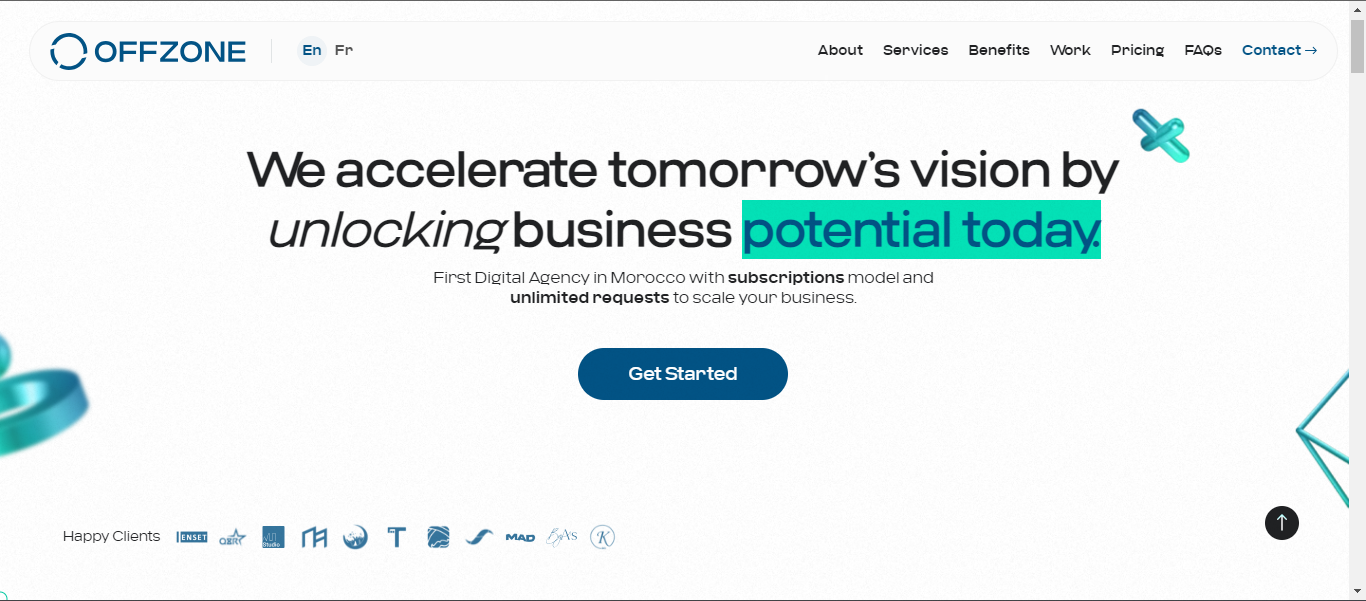 OFFZONE
En Fr
About Services Benefits Work Pricing FAQs Contact →
We accelerate tomorrow's vision by
unlocking business potential today.
First Digital Agency in Morocco with subscriptions model and
unlimited requests to scale your business.
Get Started
Happy Clients
ENSET
Studio
T
MAD
K